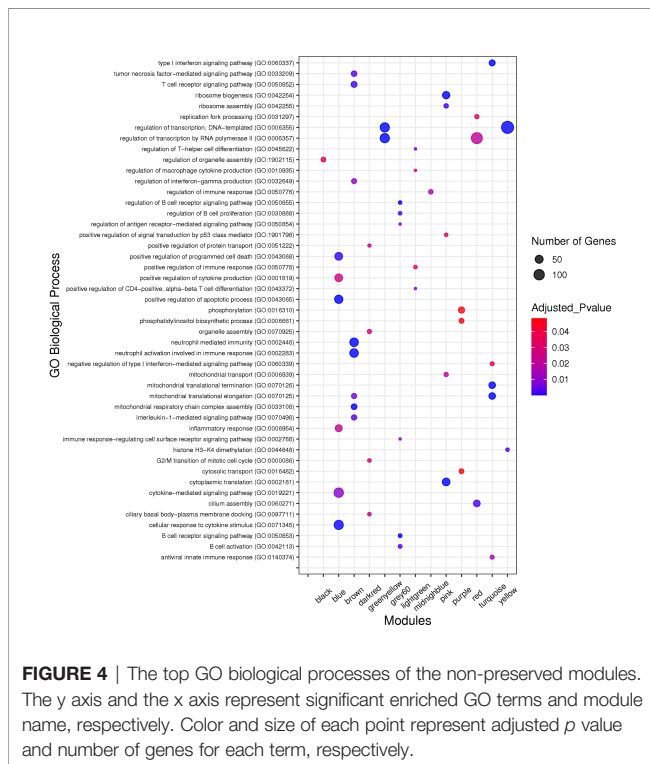 type I interferon signaling pathway (GO:0060337)
tumor necrosis factor−mediated signaling pathway (GO:0033209)
T cell receptor signaling pathway (GO:0050852)
ribosome biogenesis (GO:0042254)
ribosome assembly (GO:0042255)
replication fork processing (GO:0031297)
regulation of transcription, DNA−templated (GO:0006355)
regulation of transcription by RNA polymerase II (GO:0006357)
regulation of T−helper cell differentiation (GO:0045622)
regulation of organelle assembly (GO:1902115)
regulation of macrophage cytokine production (GO:0010935)
regulation of interferon−gamma production (GO:0032649)
regulation of immune response (GO:0050776)
regulation of B cell receptor signaling pathway (GO:0050855)
regulation of B cell proliferation (GO:0030888)
regulation of antigen receptor−mediated signaling pathway (GO:0050854)
positive regulation of signal transduction by p53 class mediator (GO:1901798)
positive regulation of protein transport (GO:0051222)
positive regulation of programmed cell death (GO:0043068)
positive regulation of immune response (GO:0050778)
positive regulation of cytokine production (GO:0001819)
positive regulation of CD4−positive, alpha−beta T cell differentiation (GO:0043372)
positive regulation of apoptotic process (GO:0043065)
phosphorylation (GO:0016310)
phosphatidylinositol biosynthetic process (GO:0006661)
organelle assembly (GO:0070925)
neutrophil mediated immunity (GO:0002446)
neutrophil activation involved in immune response (GO:0002283)
negative regulation of type I interferon−mediated signaling pathway (GO:0060339)
mitochondrial transport (GO:0006839)
mitochondrial translational termination (GO:0070126)
mitochondrial translational elongation (GO:0070125)
mitochondrial respiratory chain complex assembly (GO:0033108)
interleukin−1−mediated signaling pathway (GO:0070498)
inflammatory response (GO:0006954)
immune response−regulating cell surface receptor signaling pathway (GO:0002768)
histone H3−K4 dimethylation (GO:0044648)
G2/M transition of mitotic cell cycle (GO:0000086)
cytosolic transport (GO:0016482)
cytoplasmic translation (GO:0002181)
cytokine−mediated signaling pathway (GO:0019221)
cilium assembly (GO:0060271)
ciliary basal body−plasma membrane docking (GO:0097711)
cellular response to cytokine stimulus (GO:0071345)
B cell receptor signaling pathway (GO:0050853)
B cell activation (GO:0042113)
antiviral innate immune response (GO:0140374)
GO Biological Process
black
blue
brown
darkred
greenyellow
grey60
lightgreen
midnighblue
pink
purple
red
turquoise
yellow
Modules
Number of Genes
50
100
Adjusted_Pvalue
0.04
0.03
0.02
0.01
FIGURE 4 | The top GO biological processes of the non-preserved modules.
The y axis and the x axis represent significant enriched GO terms and module
name, respectively. Color and size of each point represent adjusted p value
and number of genes for each term, respectively.